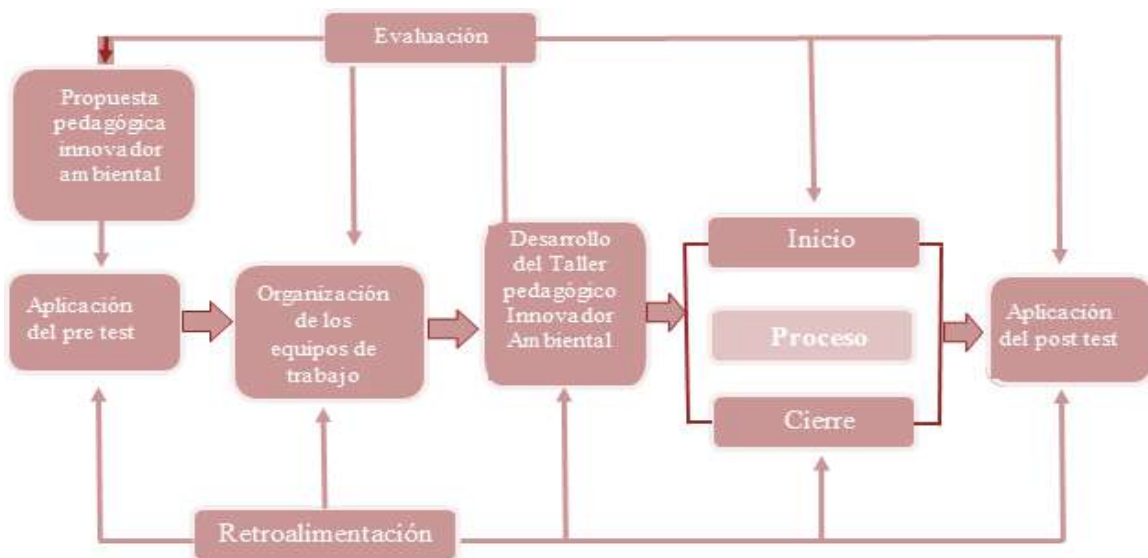 Evaluación
Propuesta
pedagógica
innovador
ambiental
Aplicación
del pre test
Organización
de los
equipos de
trabajo
Desarrollo
del Taller
pedagógico
Innovador
Ambiental
Inicio
Proceso
Cierre
Aplicación
del post test
Retroalimentación